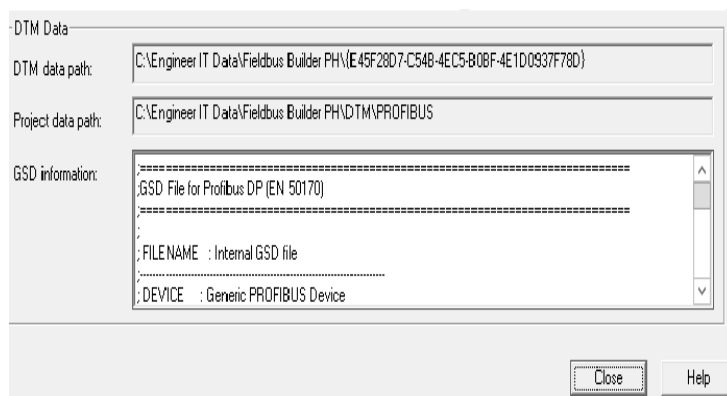 DTM Data
DTM data path: C:\Engineer IT Data\Fieldbus Builder PH\{E45F28D7-C54B-4EC5-B0BF-4E1D0937F78D}
Project data path: C:\Engineer IT Data\Fieldbus Builder PH\DTM\PROFIBUS
GSD information:
;==================================================================
;GSD File for Profibus DP (EN 50170)
;==================================================================
;
; FILENAME : Internal GSD file
;------------------------------------------------------------------
; DEVICE : Generic PROFIBUS Device
Close Help